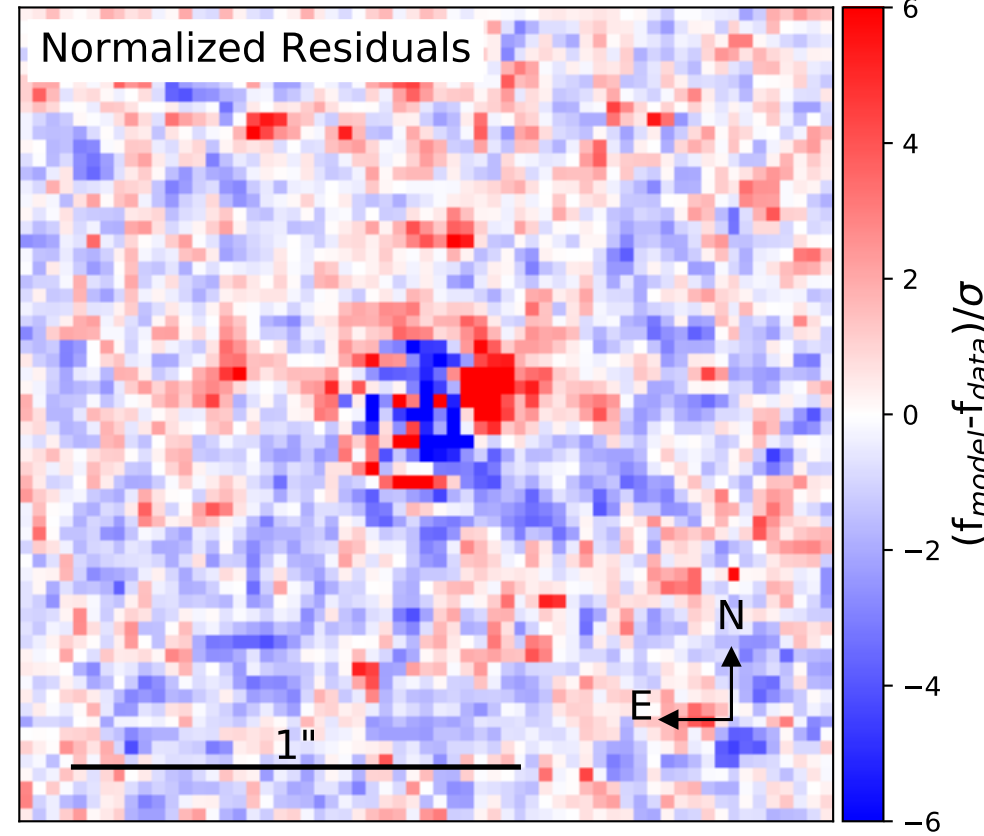 Normalized Residuals
6
4
2
0
−2
−4
−6
(f_model-f_data)/σ
N
E
1"